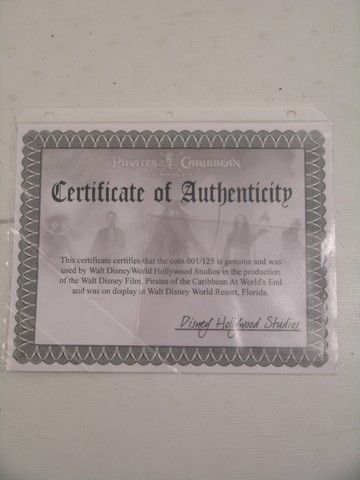 PIRATES of the CARIBBEAN
Certificate of Authenticity
This certificate certifies that the coin 001/125 is genuine and was
used by Walt DisneyWorld Hollywood Studios in the production
of the Walt Disney Film, Pirates of the Caribbean At World's End
and was on display at Walt Disney World Resort, Florida.
Disney Hollywood Studios